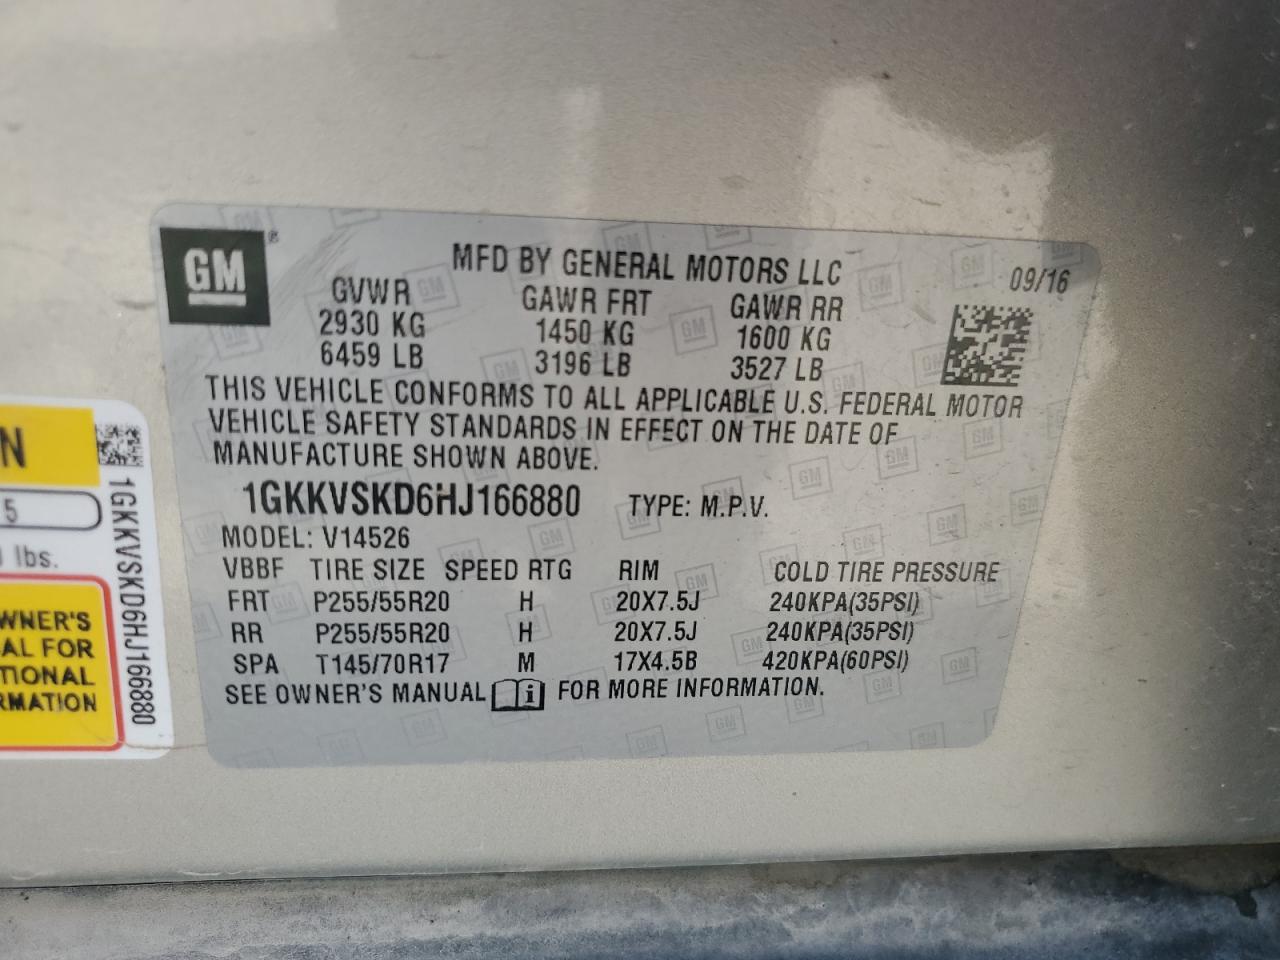 GM
MFD BY GENERAL MOTORS LLC
09/16
GVWR GAWR FRT GAWR RR
2930 KG 1450 KG 1600 KG
6459 LB 3196 LB 3527 LB
THIS VEHICLE CONFORMS TO ALL APPLICABLE U.S. FEDERAL MOTOR
VEHICLE SAFETY STANDARDS IN EFFECT ON THE DATE OF
MANUFACTURE SHOWN ABOVE.
1GKKVSKD6HJ166880 TYPE: M.P.V.
MODEL: V14526
VBBF TIRE SIZE SPEED RTG RIM COLD TIRE PRESSURE
FRT P255/55R20 H 20X7.5J 240KPA(35PSI)
RR P255/55R20 H 20X7.5J 240KPA(35PSI)
SPA T145/70R17 M 17X4.5B 420KPA(60PSI)
SEE OWNER'S MANUAL i FOR MORE INFORMATION.
N
5
lbs.
WNER'S
AL FOR
TIONAL
RMATION
1GKKVSKD6HJ166880